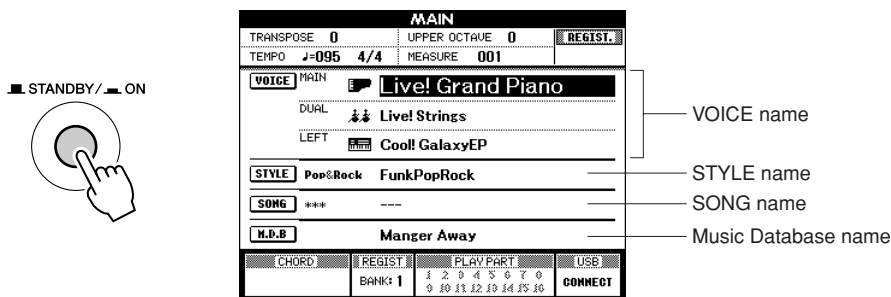 MAIN
TRANSPOSE 0 UPPER OCTAVE 0 REGIST.
TEMPO ♩=095 4/4 MEASURE 001
STANDBY/ ON
VOICE MAIN Live! Grand Piano
DUAL Live! Strings
VOICE name
LEFT Cool! GalaxyEP
STYLE Pop&Rock FunkPopRock STYLE name
SONG *** --- SONG name
M.D.B Manger Away Music Database name
CHORD REGIST PLAY PART USB
BANK: 1 1 2 3 4 5 6 7 8 CONNECT
9 10 11 12 13 14 15 16